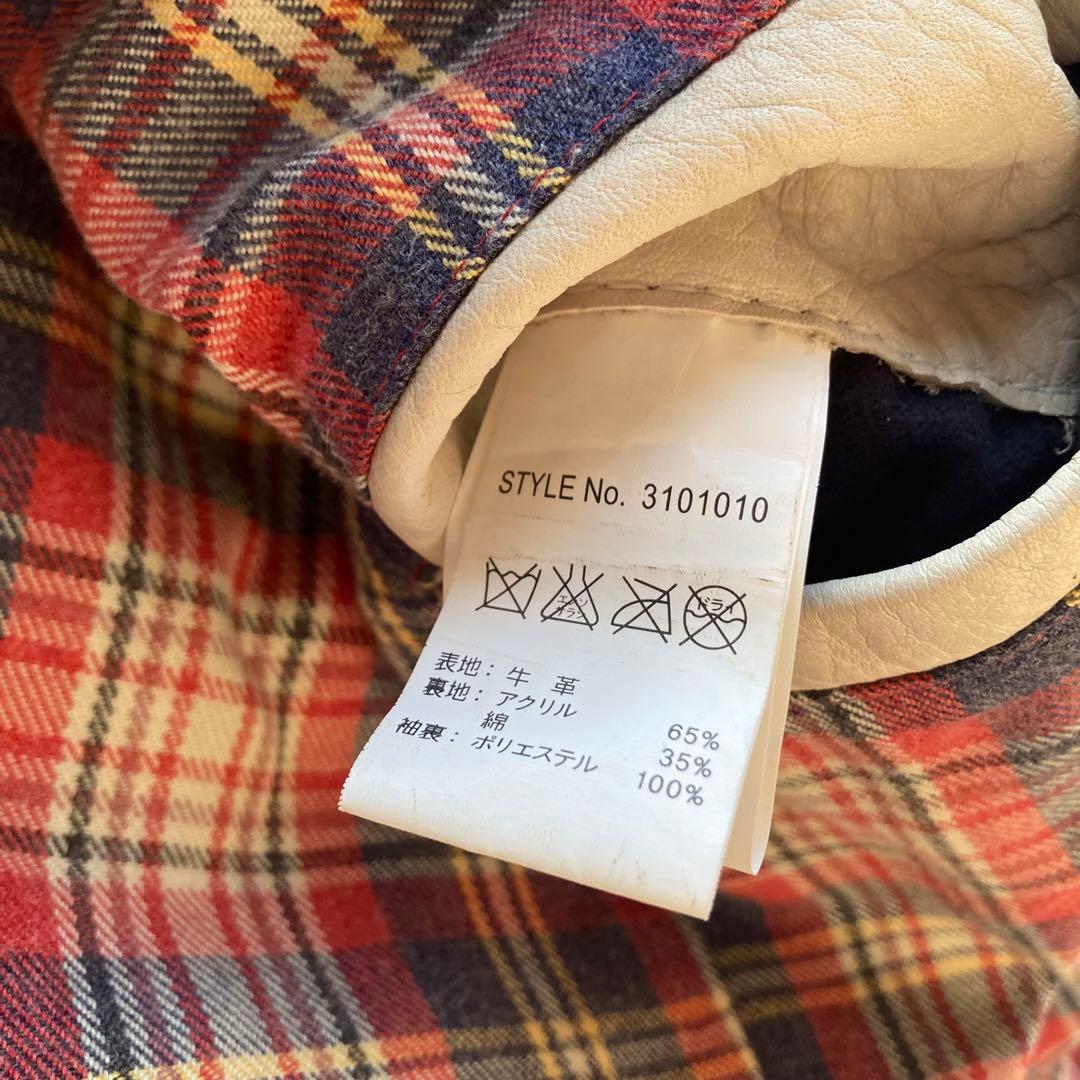 STYLE No. 3101010
エンソ
サラシ
ドライ
表地: 牛 革
裏地: アクリル 65%
綿 35%
袖裏: ポリエステル 100%